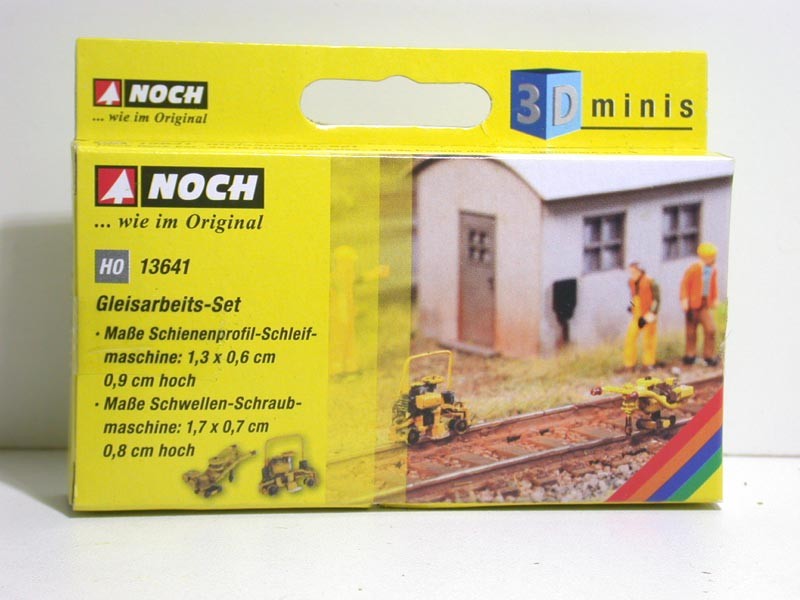 NOCH
... wie im Original
3D minis
NOCH
... wie im Original
HO 13641
Gleisarbeits-Set
· Maße Schienenprofil-Schleif-
maschine: 1,3 x 0,6 cm
0,9 cm hoch
· Maße Schwellen-Schraub-
maschine: 1,7 x 0,7 cm
0,8 cm hoch